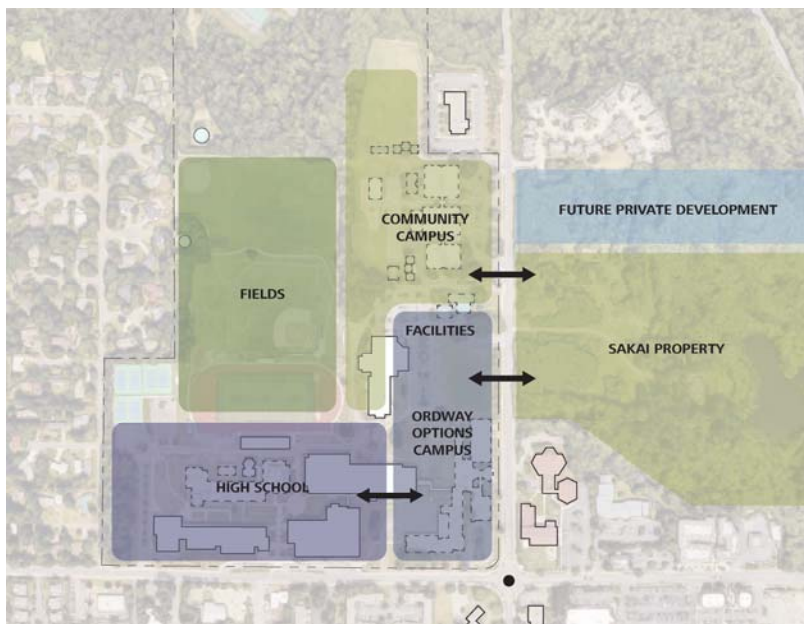 COMMUNITY
CAMPUS
FUTURE PRIVATE DEVELOPMENT
FIELDS
FACILITIES
SAKAI PROPERTY
ORDWAY
OPTIONS
CAMPUS
HIGH SCHOOL